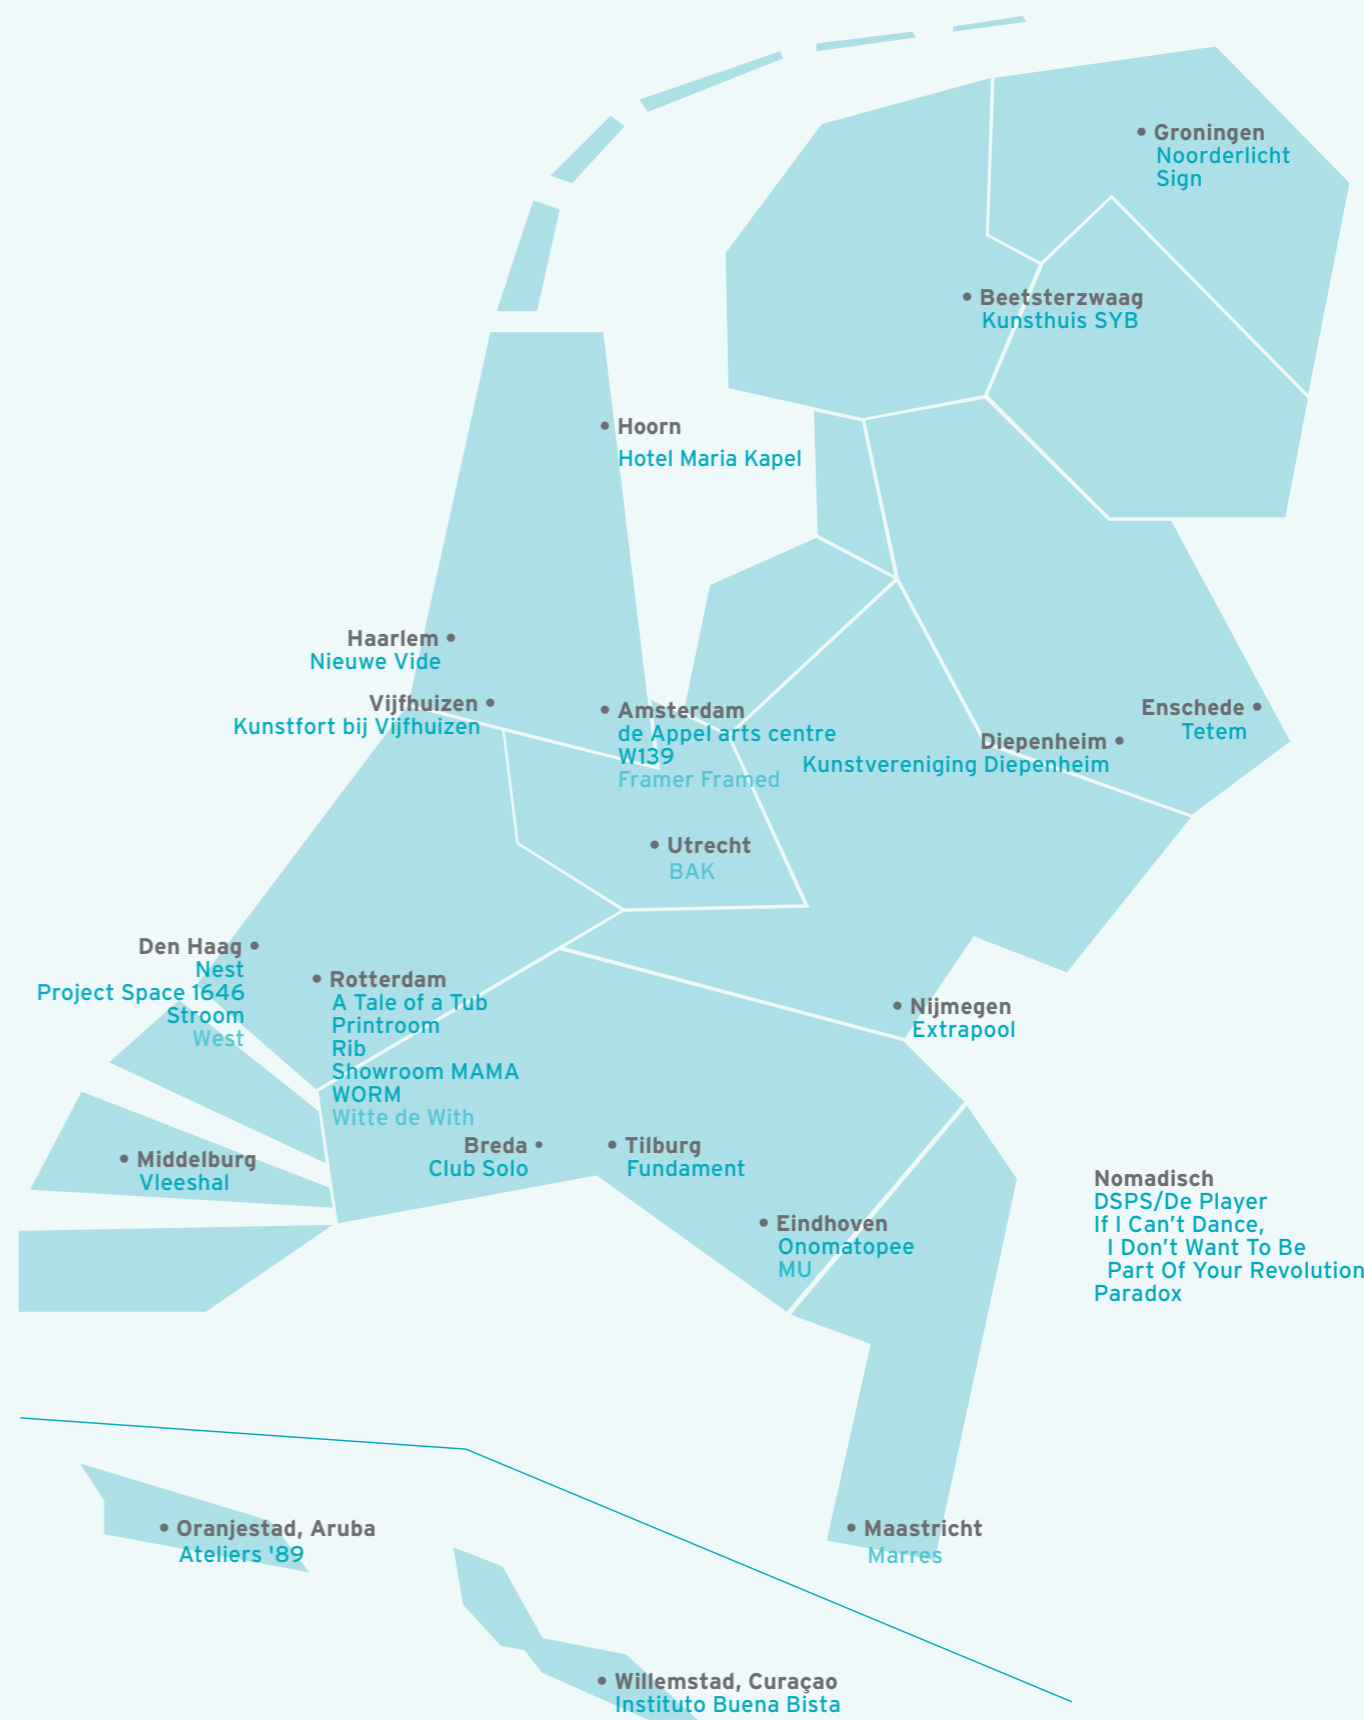 Groningen
Noorderlicht
Sign
Beetsterzwaag
Kunsthuis SYB
Hoorn
Hotel Maria Kapel
Haarlem
Nieuwe Vide
Vijfhuizen
Kunstfort bij Vijfhuizen
Amsterdam
de Appel arts centre
W139
Framer Framed
Enschede
Tetem
Diepenheim
Kunstvereniging Diepenheim
Utrecht
BAK
Den Haag
Nest
Project Space 1646
Stroom
West
Rotterdam
A Tale of a Tub
Printroom
Rib
Showroom MAMA
WORM
Witte de With
Nijmegen
Extrapool
Breda
Club Solo
Tilburg
Fundament
Middelburg
Vleeshal
Eindhoven
Onomatopee
MU
Nomadisch
DSPS/De Player
If I Can’t Dance,
I Don’t Want To Be
Part Of Your Revolution
Paradox
Oranjestad, Aruba
Ateliers '89
Maastricht
Marres
Willemstad, Curaçao
Instituto Buena Bista